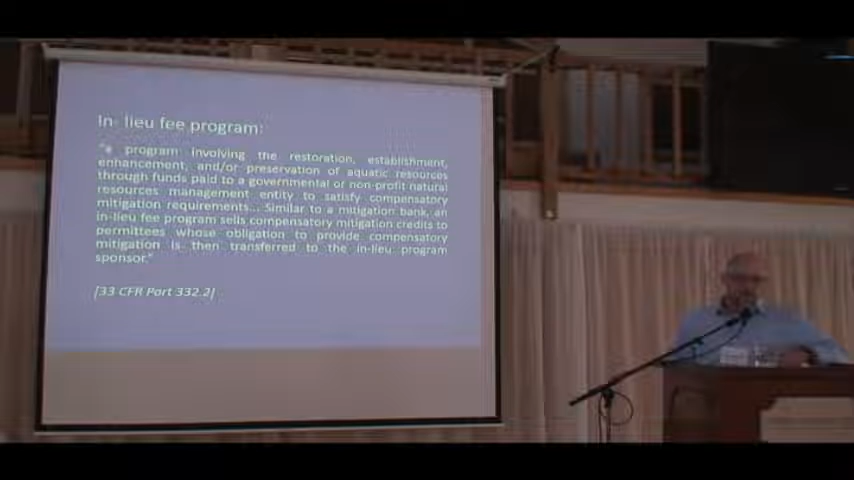 In- lieu fee program:
"a program involving the restoration, establishment,
enhancement, and/or preservation of aquatic resources
through funds paid to a governmental or non-profit natural
resources management entity to satisfy compensatory
mitigation requirements... Similar to a mitigation bank, an
in-lieu fee program sells compensatory mitigation credits to
permittees whose obligation to provide compensatory
mitigation is then transferred to the in-lieu program
sponsor."
[33 CFR Part 332.2]